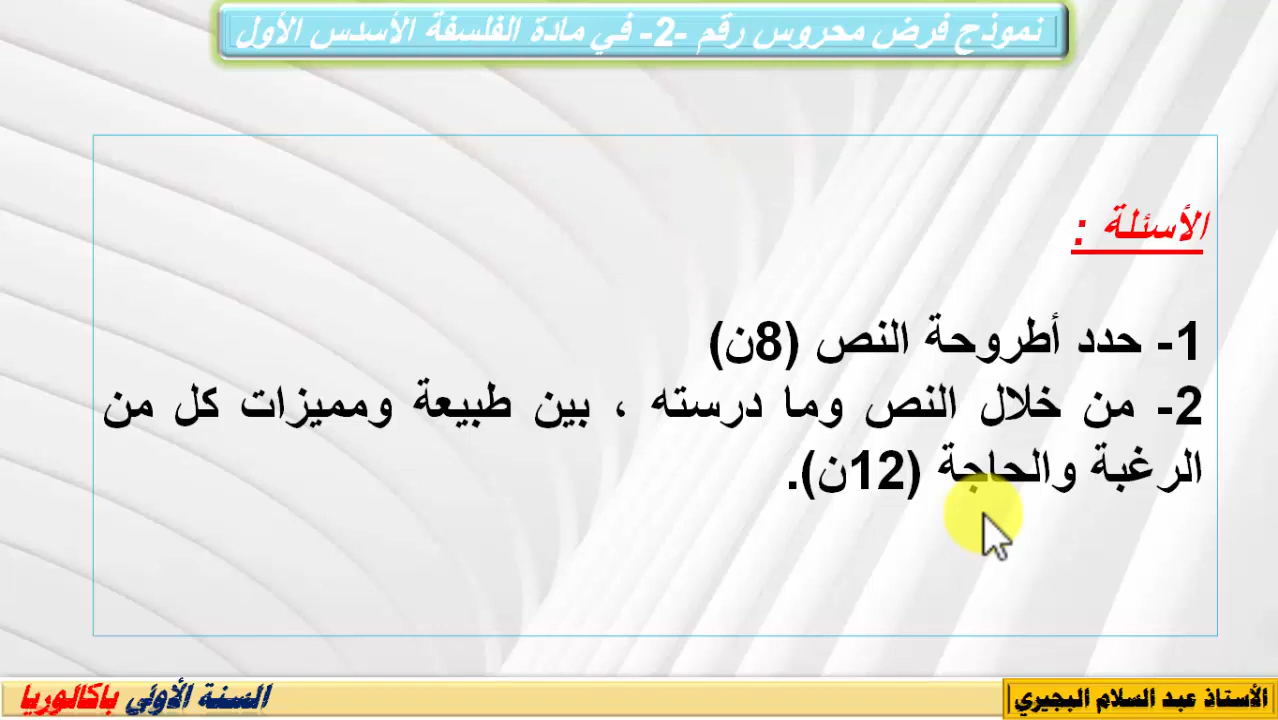 نموذج فرض محروس رقم -2- في مادة الفلسفة الأسدس الأول
الأسئلة :
1- حدد أطروحة النص (8ن)
2- من خلال النص وما درسته ، بين طبيعة ومميزات كل من
الرغبة والحاجة (12ن).
السنة الأولى باكالوريا
الأستاذ عبد السلام البجيري